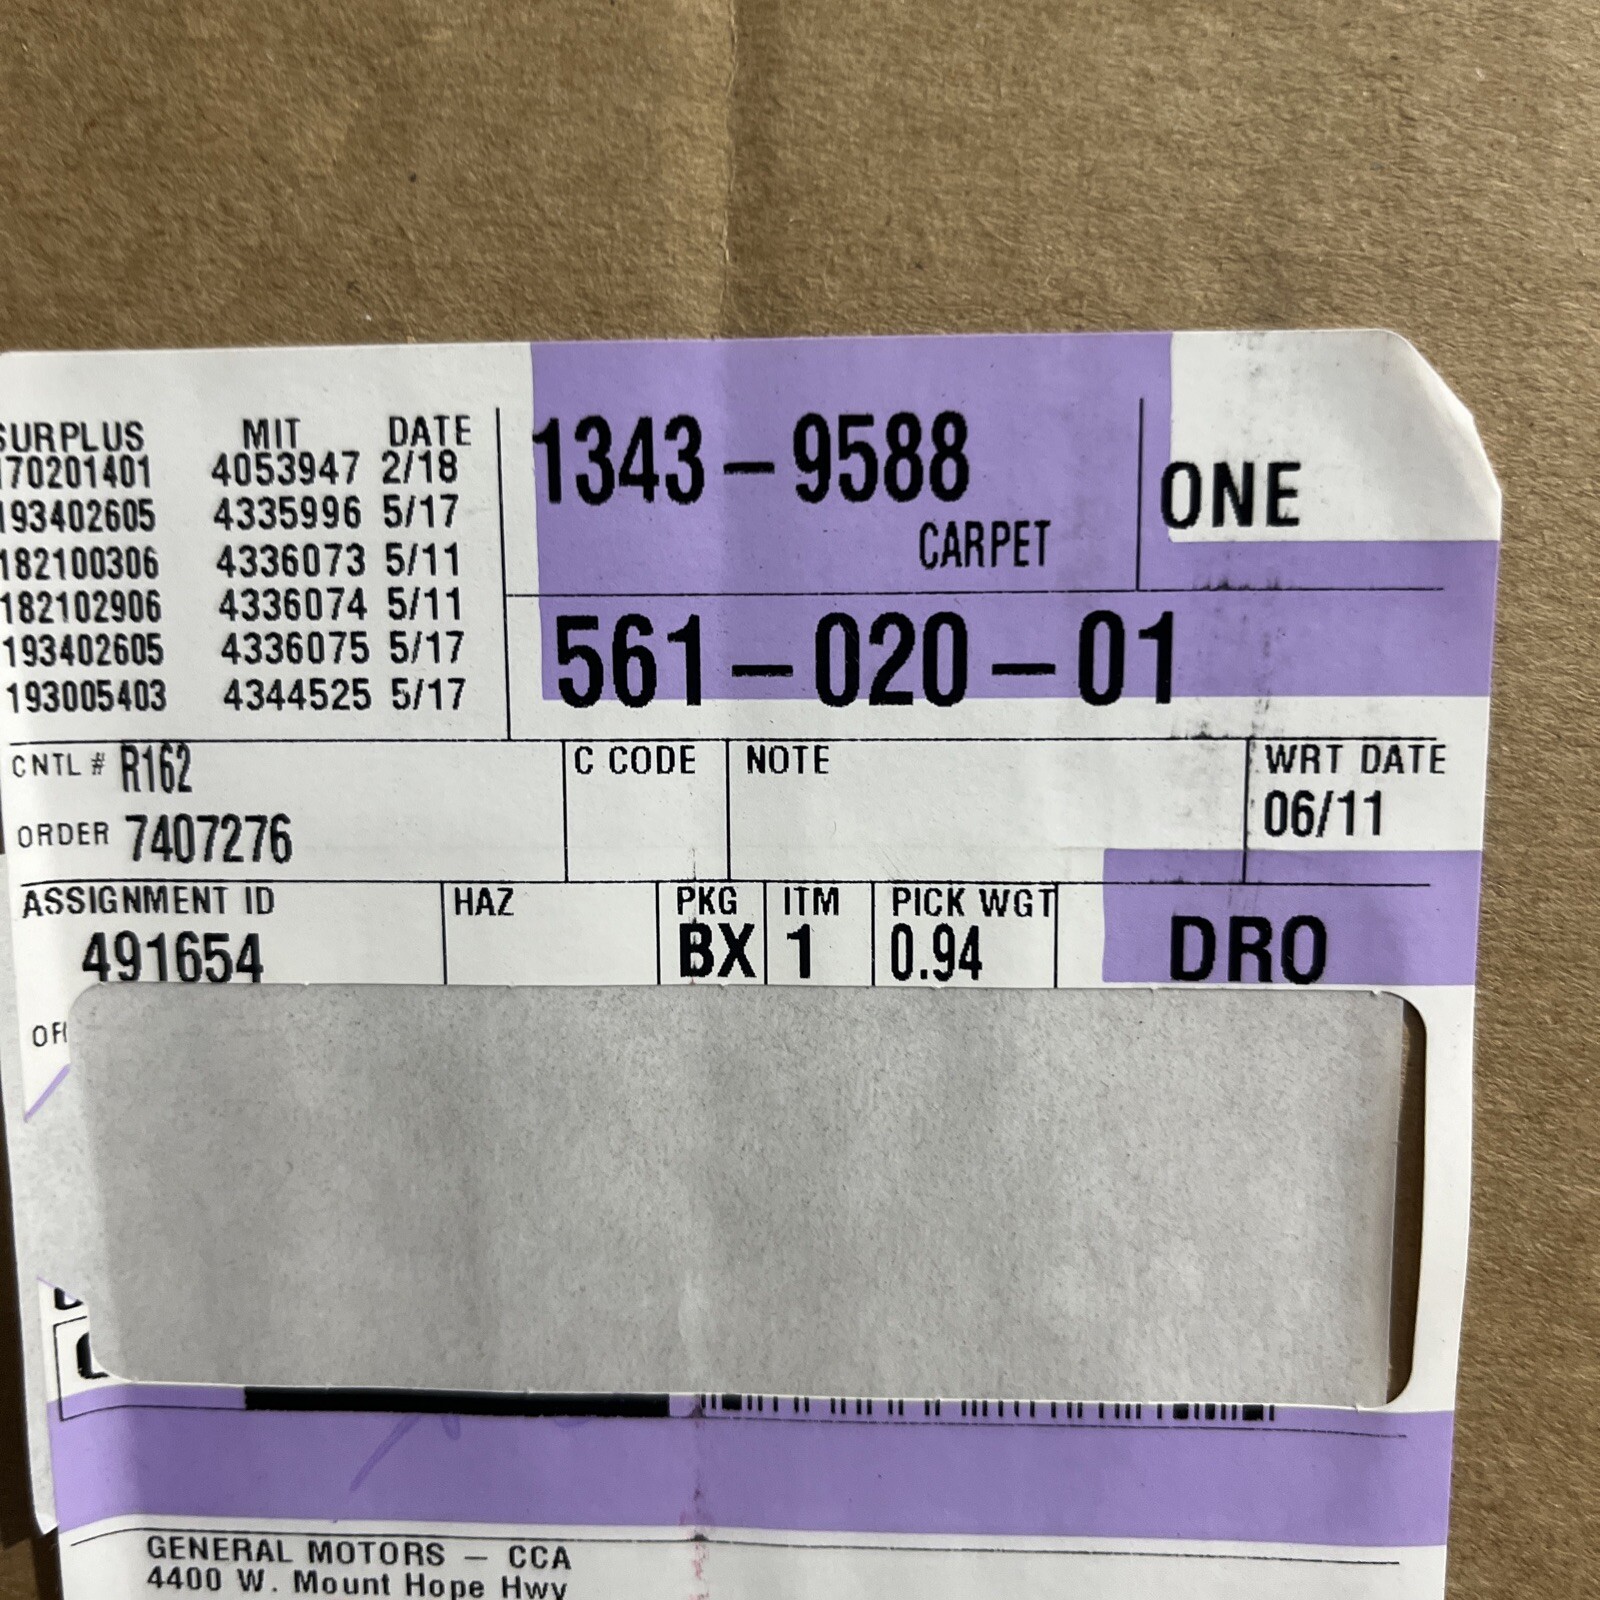 SURPLUS MIT DATE
170201401 4053947 2/18
193402605 4335996 5/17
182100306 4336073 5/11
182102906 4336074 5/11
193402605 4336075 5/17
193005403 4344525 5/17
1343-9588
CARPET
ONE
561-020-01
CNTL # R162
ORDER 7407276
C CODE
NOTE
WRT DATE
06/11
ASSIGNMENT ID
491654
HAZ
PKG
BX
ITM
1
PICK WGT
0.94
DRO
GENERAL MOTORS - CCA
4400 W. Mount Hope Hwy